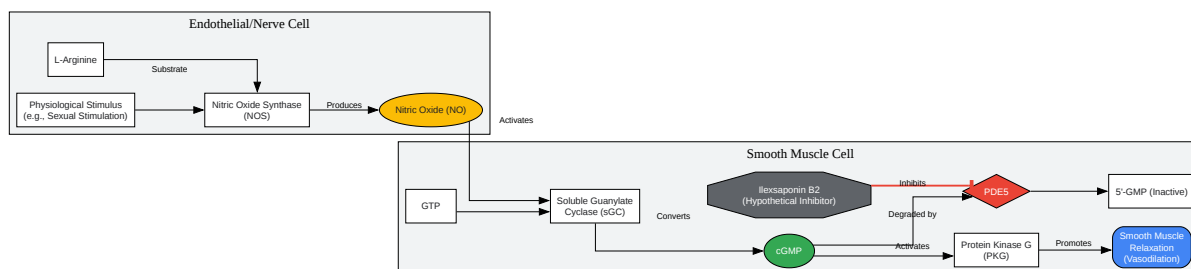 Endothelial/Nerve Cell
L-Arginine
Substrate
Physiological Stimulus
(e.g., Sexual Stimulation)
Nitric Oxide Synthase
(NOS)
Produces
Nitric Oxide (NO)
Activates
Smooth Muscle Cell
GTP
Soluble Guanylate
Cyclase (sGC)
Converts
Ilexsaponin B2
(Hypothetical Inhibitor)
Inhibits
PDE5
5'-GMP (Inactive)
Degraded by
cGMP
Activates
Protein Kinase G
(PKG)
Promotes
Smooth Muscle
Relaxation
(Vasodilation)